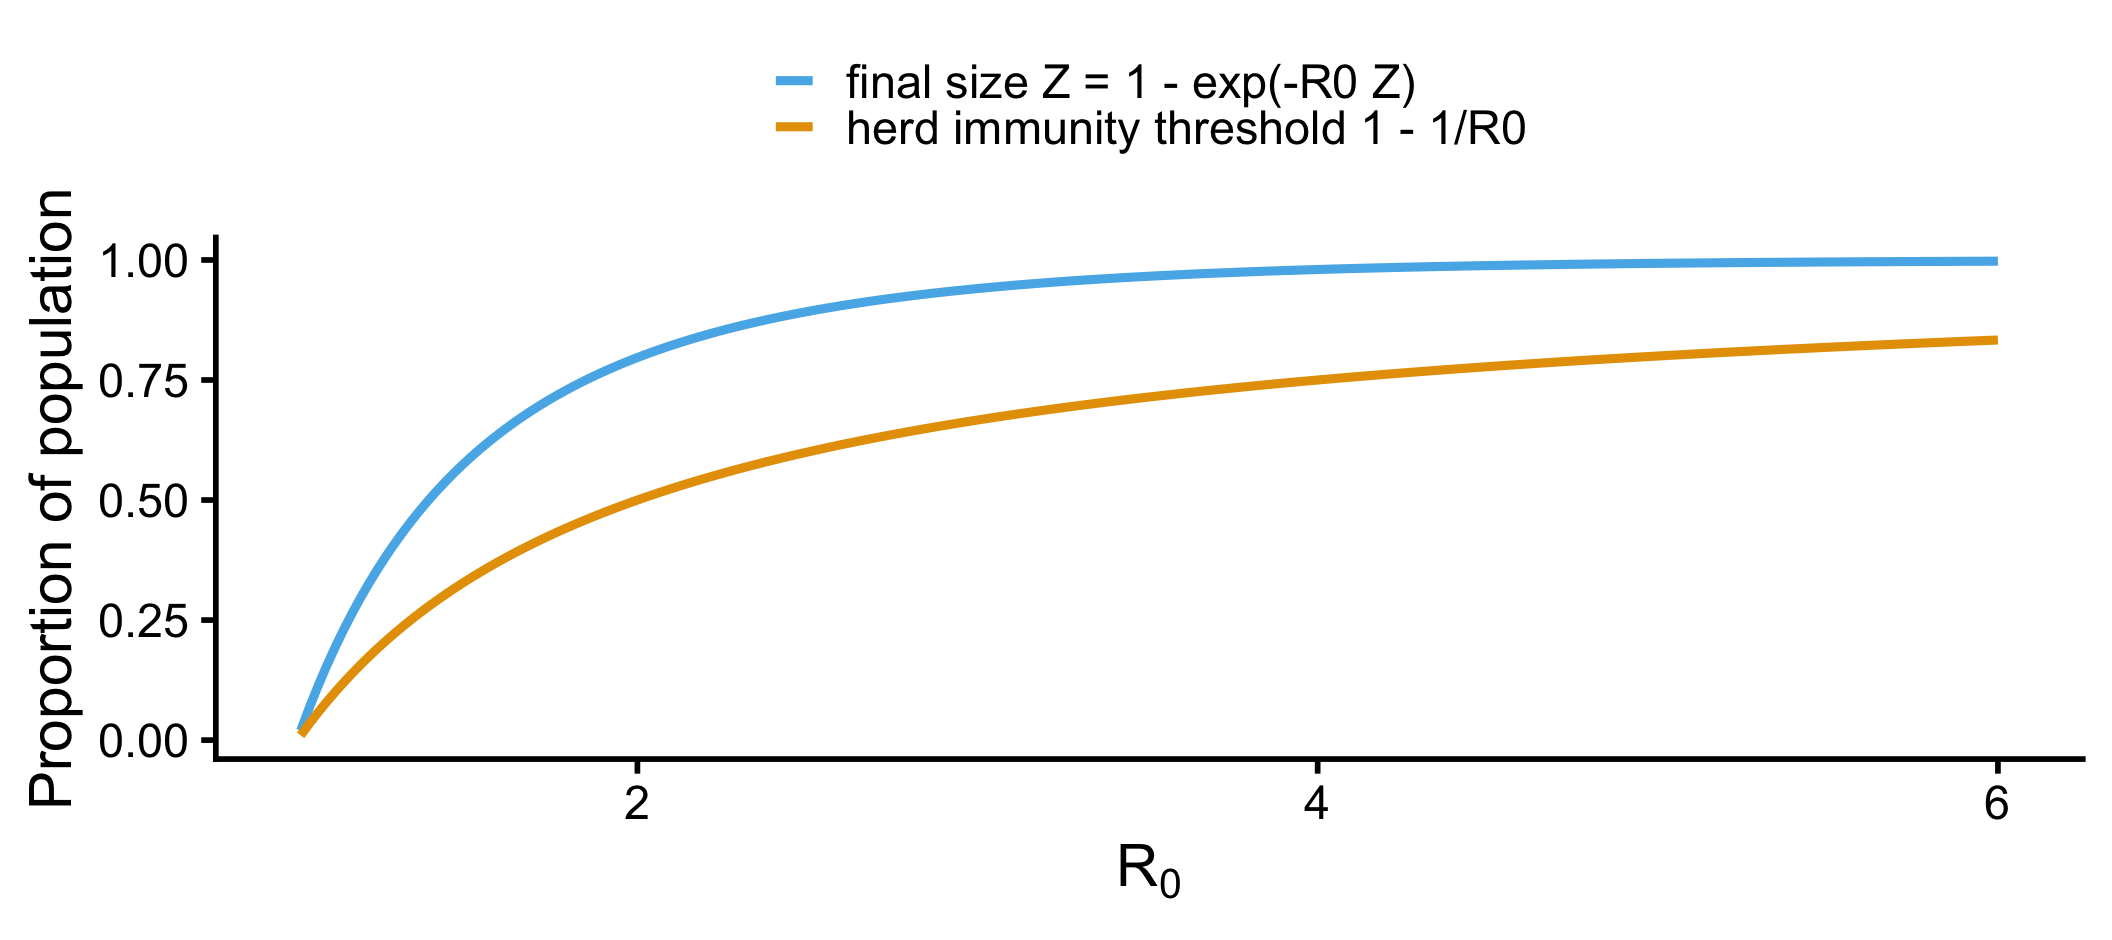 final size Z = 1 - exp(-R0 Z)
herd immunity threshold 1 - 1/R0
Proportion of population
1.00
0.75
0.50
0.25
0.00
2
4
6
R₀